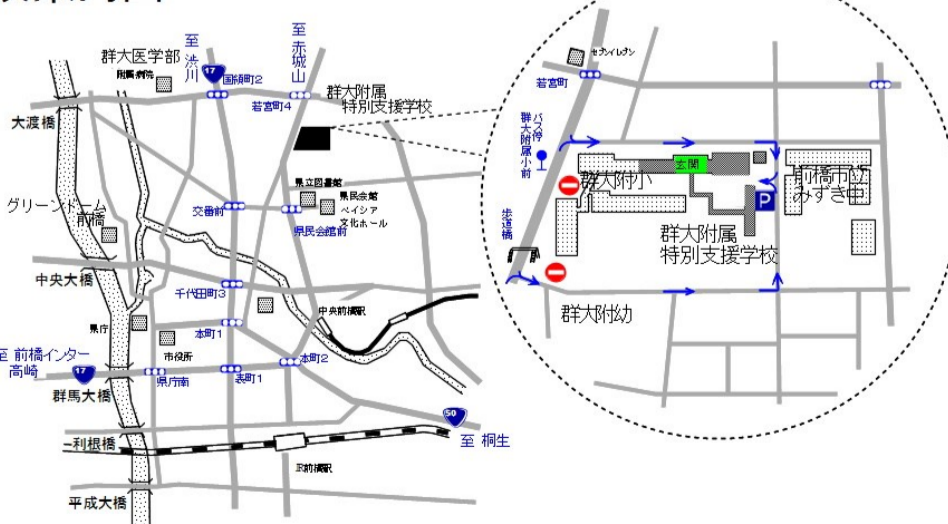 至 渋川
至 赤城山
群大医学部
附属病院
17
国領町2
若宮町4
群大附属
特別支援学校
大渡橋
県立図書館
県民会館
ベイシア
文化ホール
グリーンドーム
前橋
交番前
県民会館前
中央大橋
千代田町3
中央前橋駅
県庁
本町1
市役所
至 前橋インター
高崎
17
県庁南
表町1
本町2
群馬大橋
50
至 桐生
利根橋
JR前橋駅
平成大橋
セブンイレブン
若宮町
バス停
群大附属小前
玄関
群大附小
前橋市立
みずき中
P
歩道橋
群大附属
特別支援学校
群大附幼